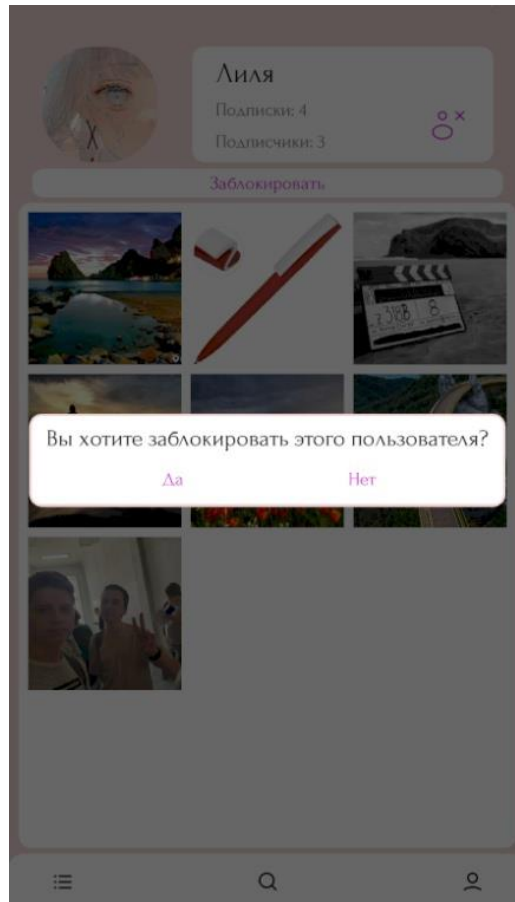 Лиля
Подписки: 4
Подписчики: 3
Заблокировать
Вы хотите заблокировать этого пользователя?
Да
Нет